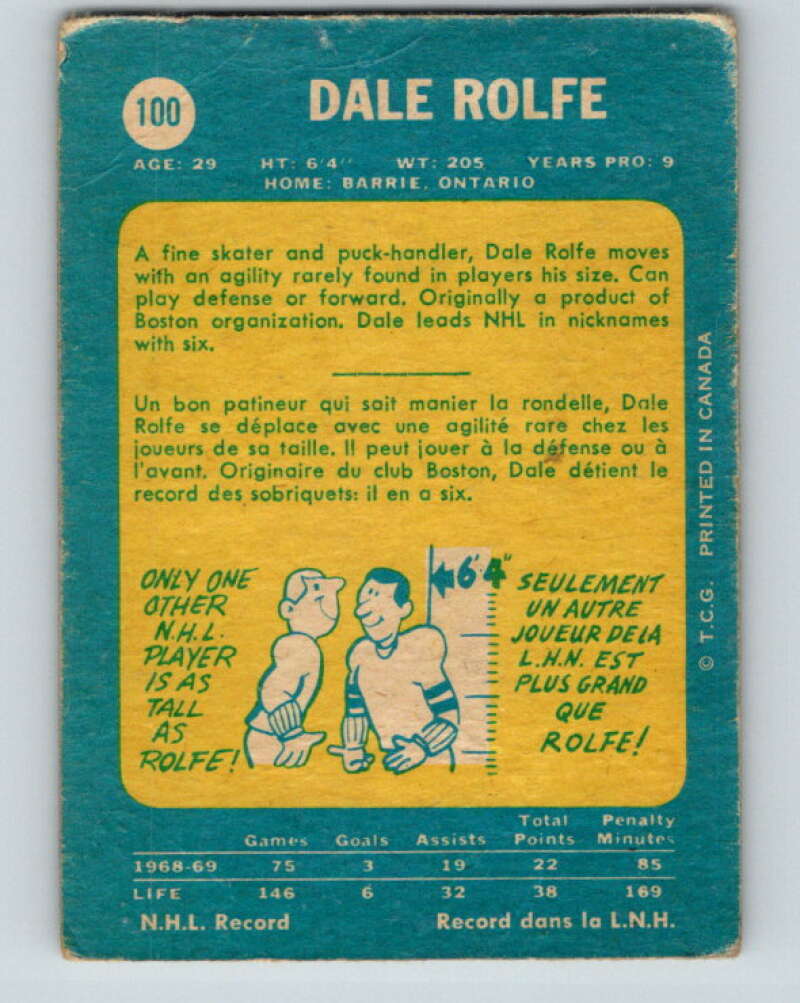 100
DALE ROLFE
AGE: 29 HT: 6'4'' WT: 205 YEARS PRO: 9
HOME: BARRIE, ONTARIO
A fine skater and puck-handler, Dale Rolfe moves
with an agility rarely found in players his size. Can
play defense or forward. Originally a product of
Boston organization. Dale leads NHL in nicknames
with six.
Un bon patineur qui sait manier la rondelle, Dale
Rolfe se déplace avec une agilité rare chez les
joueurs de sa taille. Il peut jouer à la défense ou à
l'avant. Originaire du club Boston, Dale détient le
record des sobriquets: il en a six.
ONLY ONE
OTHER
N.H.L.
PLAYER
IS AS
TALL
AS
ROLFE!
6'4"
SEULEMENT
UN AUTRE
JOUEUR DE LA
L.H.N. EST
PLUS GRAND
QUE
ROLFE!
© T.C.G. PRINTED IN CANADA
Games Goals Assists Total Points Penalty Minutes
1968-69 75 3 19 22 85
LIFE 146 6 32 38 169
N.H.L. Record Record dans la L.N.H.